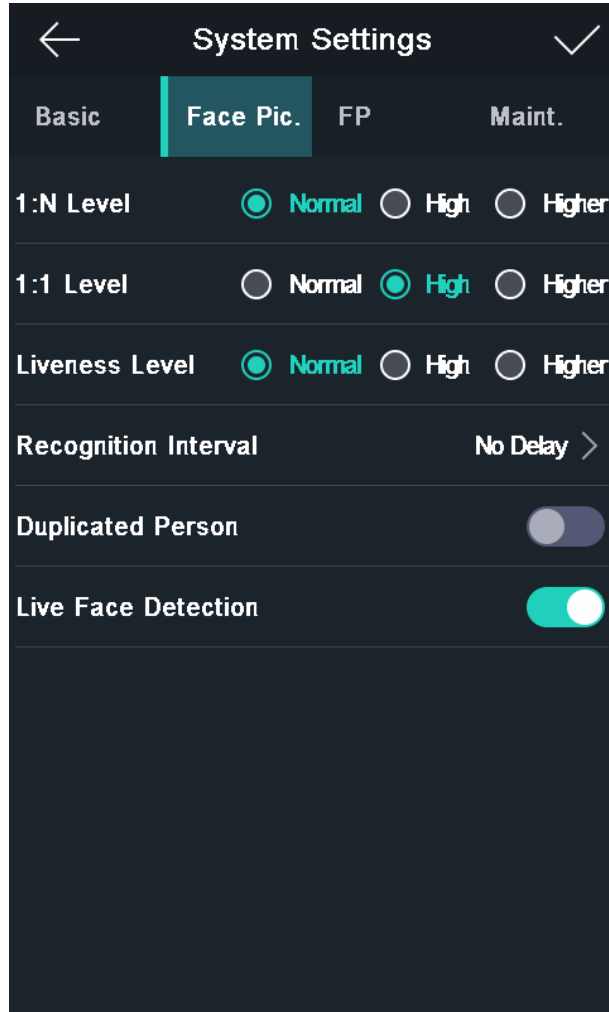 System Settings
Basic Face Pic. FP Maint.
1:N Level Normal High Higher
1:1 Level Normal High Higher
Liveness Level Normal High Higher
Recognition Interval No Delay
Duplicated Person
Live Face Detection